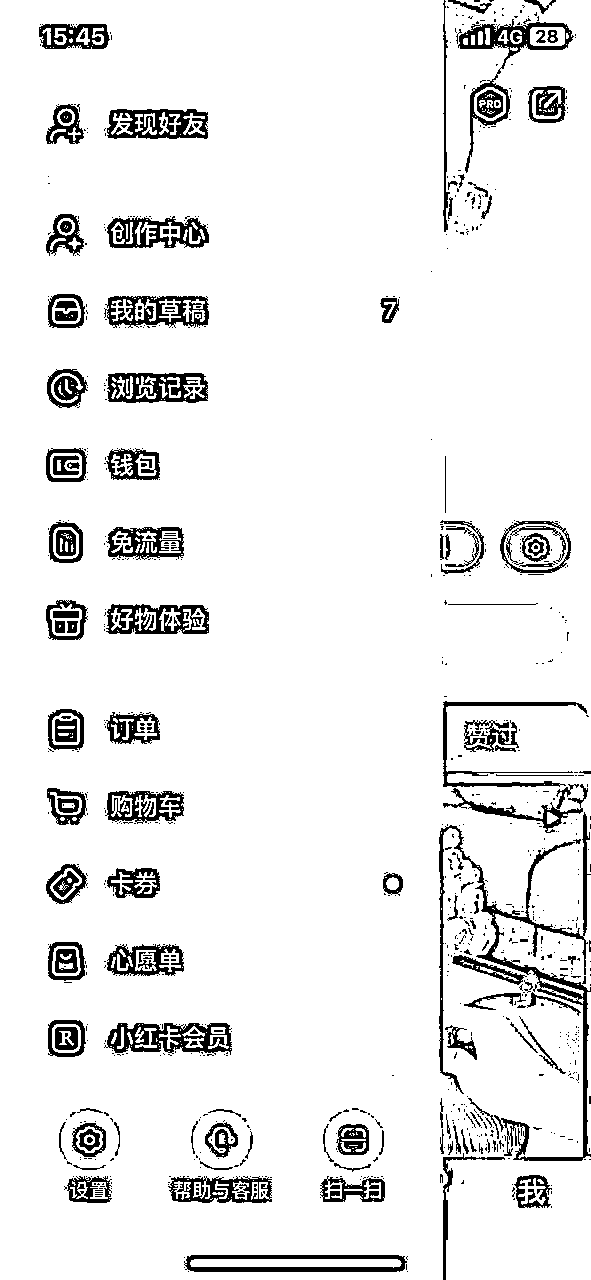 15:45 4G 28
PRO
发现好友
创作中心
我的草稿 7
浏览记录
钱包
免流量
好物体验
订单
赞过
购物车
卡券
心愿单
R 小红卡会员
设置 帮助与客服 扫一扫
我